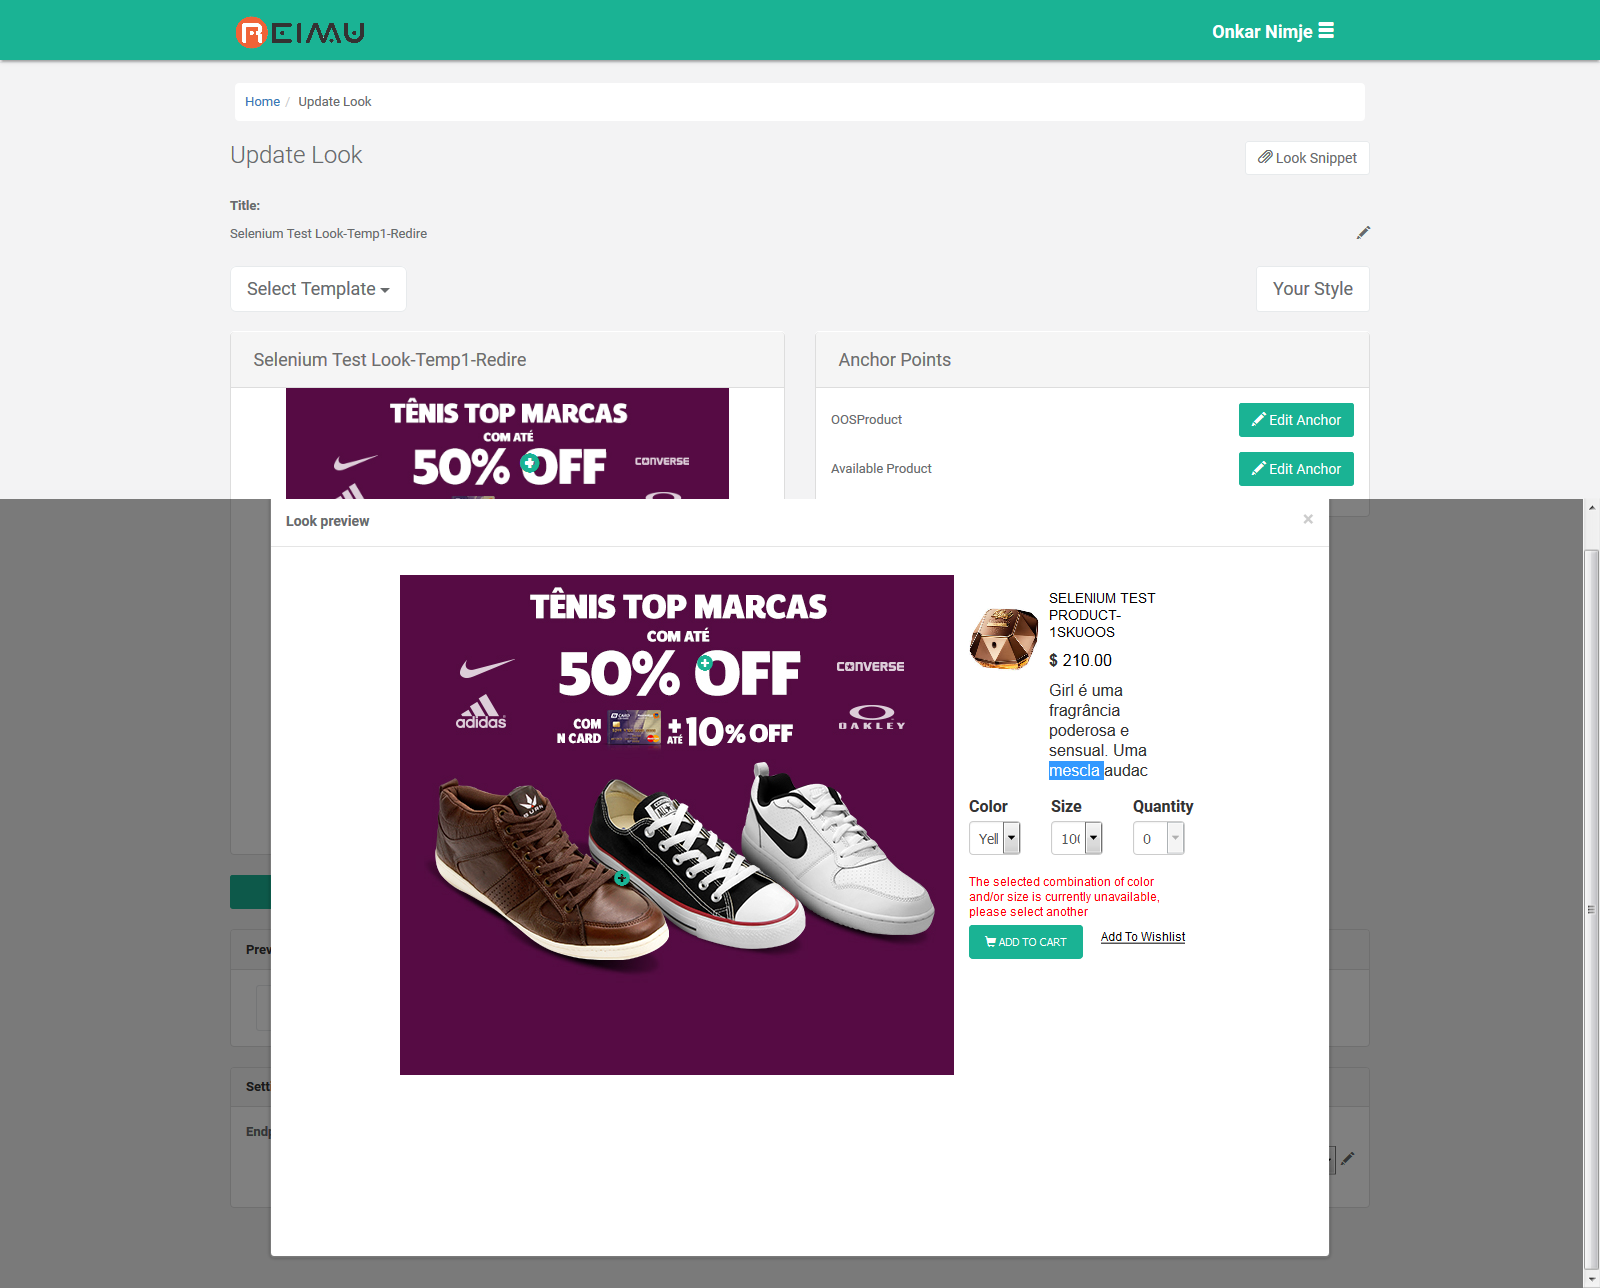 REIMU
Onkar Nimje
Home / Update Look
Update Look
Look Snippet
Title:
Selenium Test Look-Temp1-Redire
Select Template
Your Style
Selenium Test Look-Temp1-Redire
TÊNIS TOP MARCAS
COM ATÉ
50% OFF
CONVERSE
Anchor Points
OOSProduct
Edit Anchor
Available Product
Edit Anchor
Look preview
×
TÊNIS TOP MARCAS
COM ATÉ
50% OFF
CONVERSE
adidas
OAKLEY
COM
N CARD
+
ATÉ
10% OFF
SELENIUM TEST
PRODUCT-
1SKUOOS
$ 210.00
Girl é uma
fragrância
poderosa e
sensual. Uma
mescla audac
Color
Size
Quantity
Yell
100
0
The selected combination of color
and/or size is currently unavailable,
please select another
ADD TO CART
Add To Wishlist
Prev
Setti
Endp